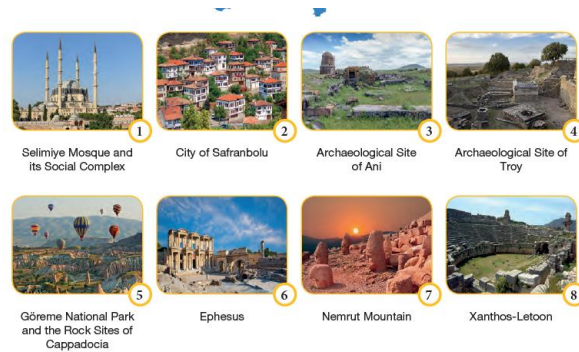 1
2
3
4
Selimiye Mosque and
its Social Complex
City of Safranbolu
Archaeological Site
of Ani
Archaeological Site of
Troy
5
6
7
8
Göreme National Park
and the Rock Sites of
Cappadocia
Ephesus
Nemrut Mountain
Xanthos-Letoon